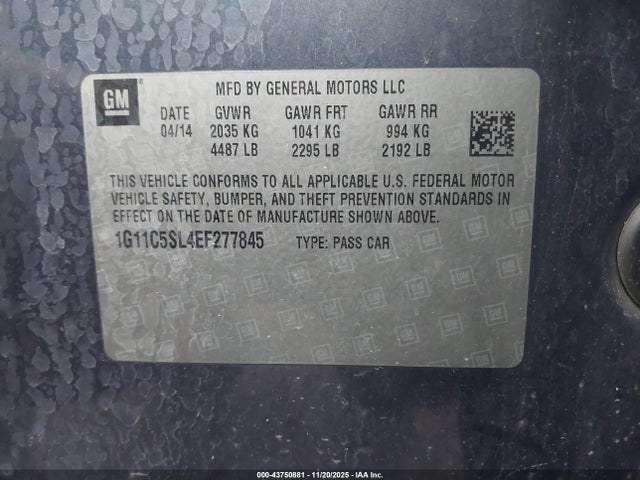 GM
MFD BY GENERAL MOTORS LLC
DATE GVWR GAWR FRT GAWR RR
04/14 2035 KG 1041 KG 994 KG
4487 LB 2295 LB 2192 LB
THIS VEHICLE CONFORMS TO ALL APPLICABLE U.S. FEDERAL MOTOR
VEHICLE SAFETY, BUMPER, AND THEFT PREVENTION STANDARDS IN
EFFECT ON THE DATE OF MANUFACTURE SHOWN ABOVE.
1G11C5SL4EF277845 TYPE: PASS CAR
000-43750881 - 11/20/2025 - IAA Inc.